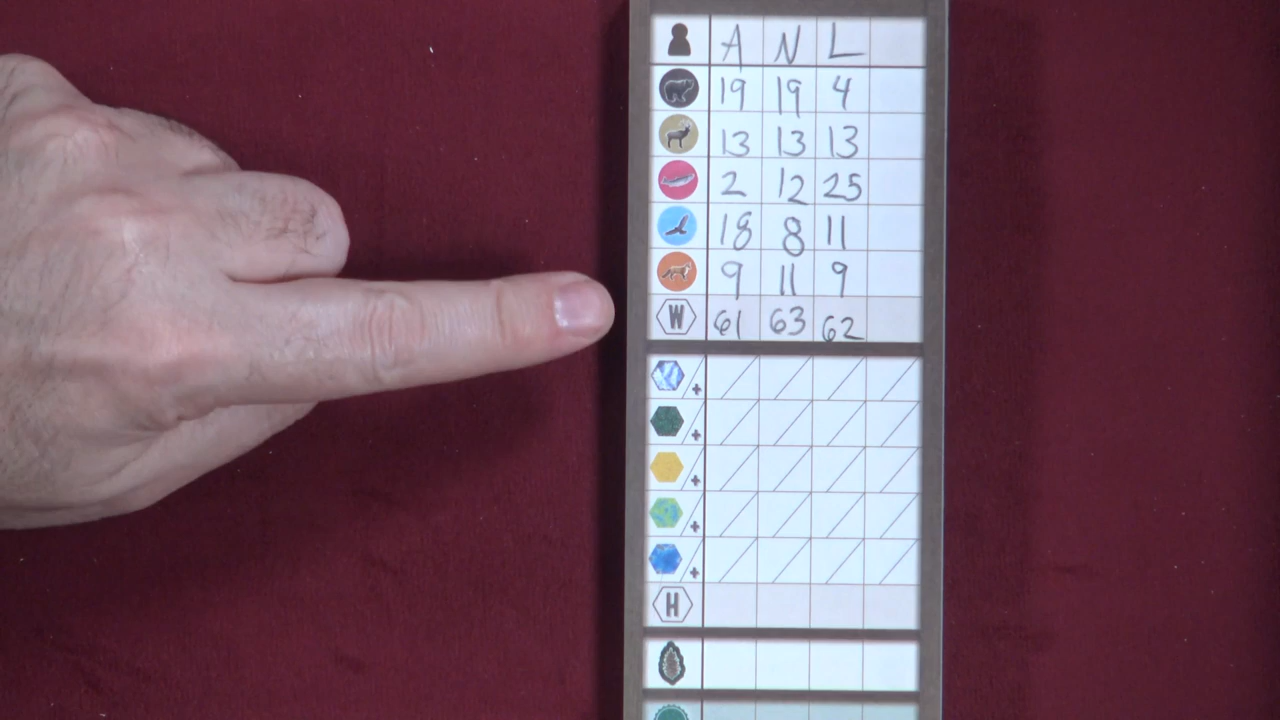 A N L
19 19 4
13 13 13
2 12 25
18 8 11
9 11 9
W 61 63 62
+
+
+
+
+
H